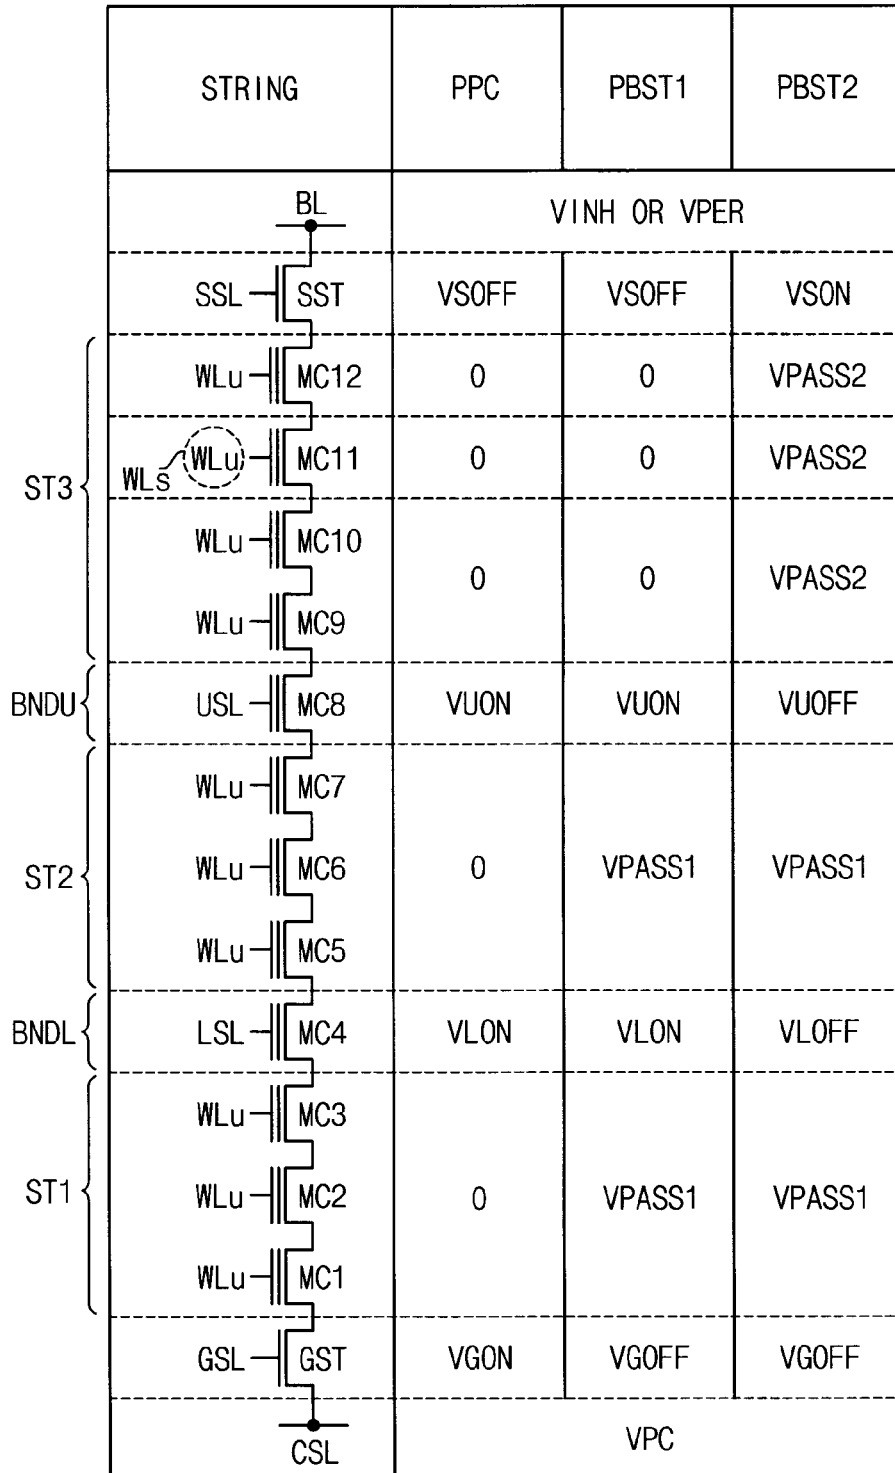 STRING PPC PBST1 PBST2
BL VINH OR VPER
SSL SST VSOFF VSOFF VSON
WLu MC12 0 0 VPASS2
WLs WLu MC11 0 0 VPASS2
ST3
WLu MC10
0 0 VPASS2
WLu MC9
BNDU USL MC8 VUON VUON VUOFF
WLu MC7
ST2 WLu MC6 0 VPASS1 VPASS1
WLu MC5
BNDL LSL MC4 VLON VLON VLOFF
WLu MC3
ST1 WLu MC2 0 VPASS1 VPASS1
WLu MC1
GSL GST VGON VGOFF VGOFF
CSL VPC